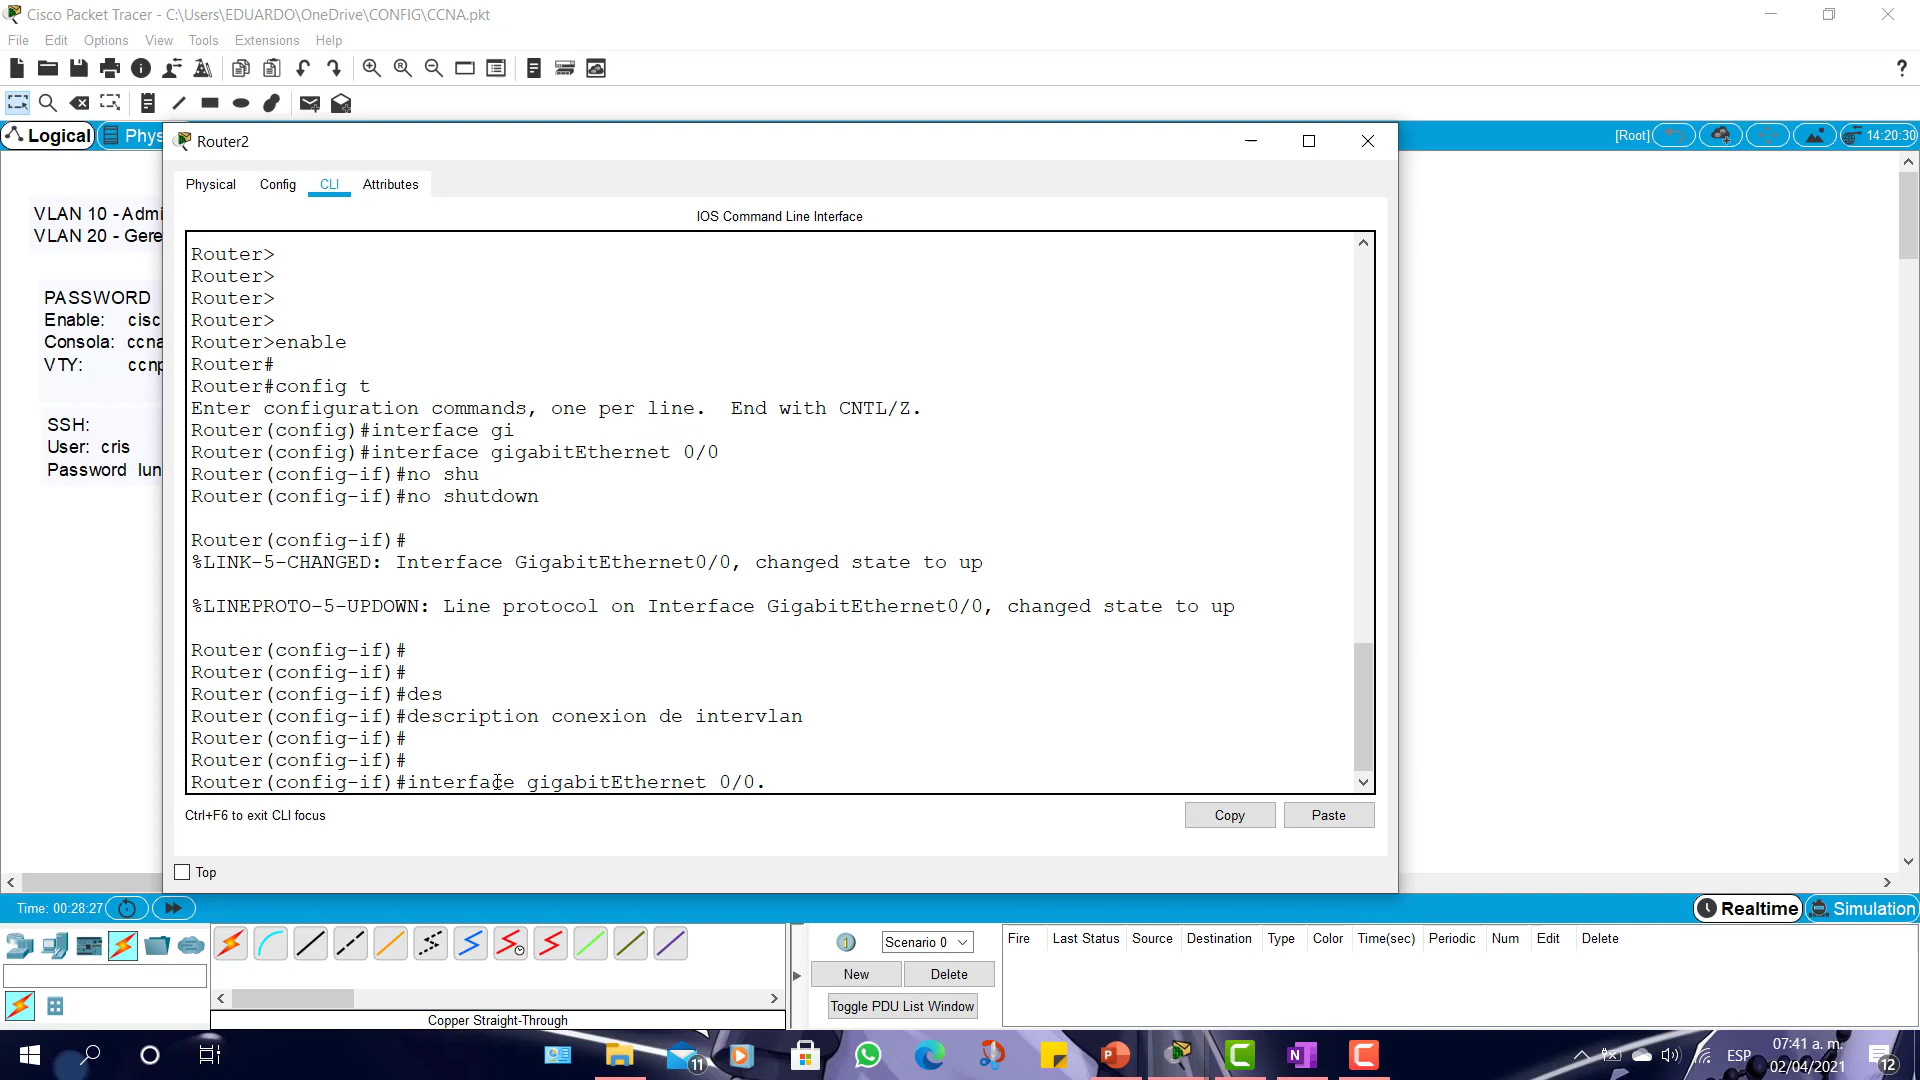 Cisco Packet Tracer - C:\Users\EDUARDO\OneDrive\CONFIG\CCNA.pkt
File Edit Options View Tools Extensions Help
?
Logical Phys [Root] 14:20:30
VLAN 10 - Admi
VLAN 20 - Gere
PASSWORD
Enable: cisc
Consola: ccna
VTY: ccnp
SSH:
User: cris
Password lun
Router2
Physical Config CLI Attributes
IOS Command Line Interface
Router>
Router>
Router>
Router>
Router>enable
Router#
Router#config t
Enter configuration commands, one per line. End with CNTL/Z.
Router(config)#interface gi
Router(config)#interface gigabitEthernet 0/0
Router(config-if)#no shu
Router(config-if)#no shutdown
Router(config-if)#
%LINK-5-CHANGED: Interface GigabitEthernet0/0, changed state to up
%LINEPROTO-5-UPDOWN: Line protocol on Interface GigabitEthernet0/0, changed state to up
Router(config-if)#
Router(config-if)#
Router(config-if)#des
Router(config-if)#description conexion de intervlan
Router(config-if)#
Router(config-if)#
Router(config-if)#interface gigabitEthernet 0/0.
Ctrl+F6 to exit CLI focus
Copy Paste
Top
Time: 00:28:27
Realtime Simulation
Scenario 0
New Delete
Toggle PDU List Window
Fire Last Status Source Destination Type Color Time(sec) Periodic Num Edit Delete
Copper Straight-Through
11
ESP
07:41 a. m.
02/04/2021
12